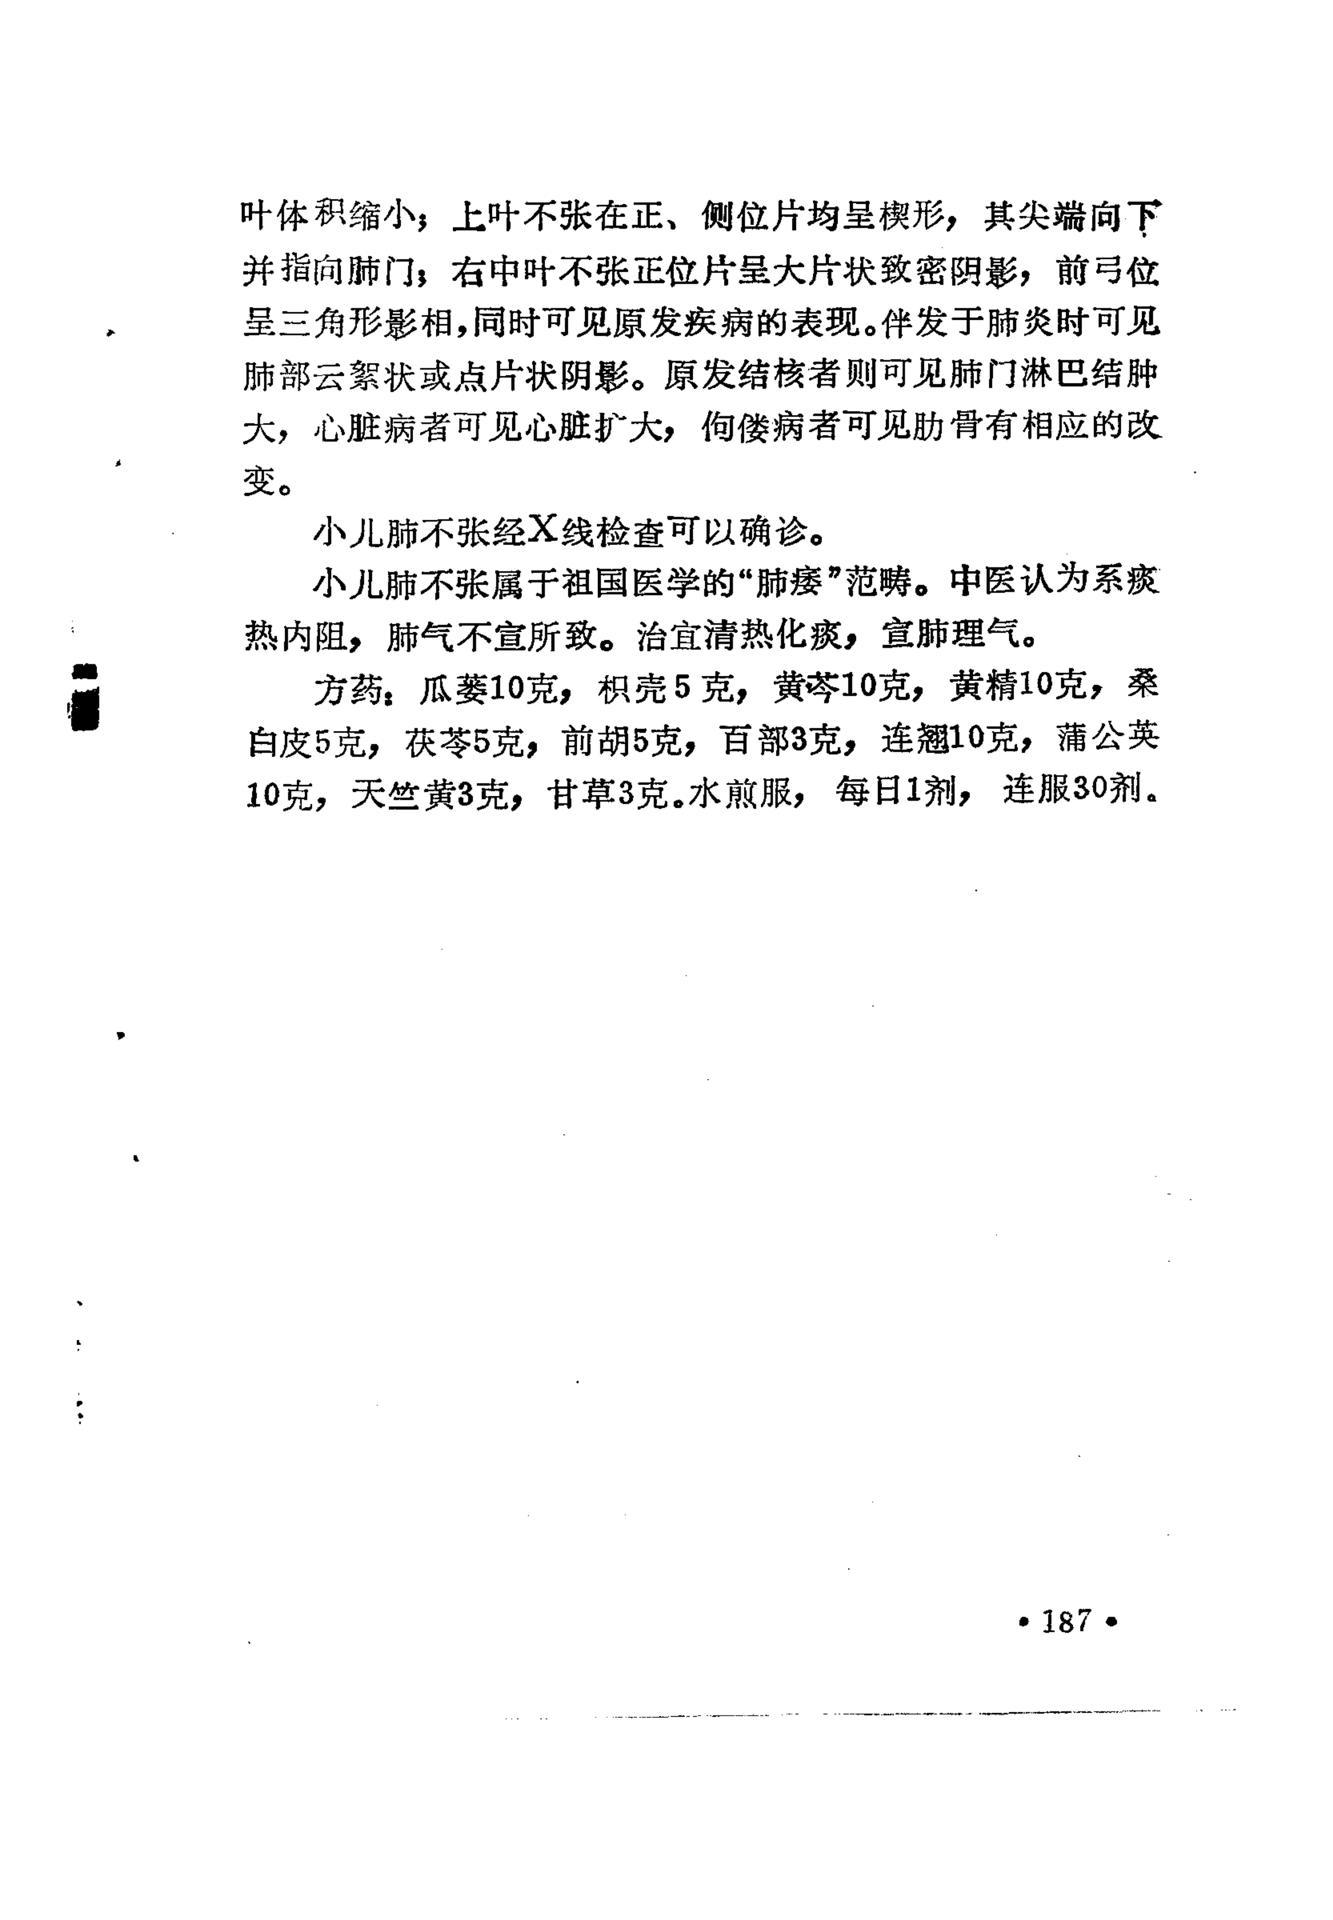 叶体积缩小；上叶不张在正、侧位片均呈楔形，其尖端向下
并指向肺门；右中叶不张正位片呈大片状致密阴影，前弓位
呈三角形影相，同时可见原发疾病的表现。伴发于肺炎时可见
肺部云絮状或点片状阴影。原发结核者则可见肺门淋巴结肿
大，心脏病者可见心脏扩大，佝偻病者可见肋骨有相应的改
变。
小儿肺不张经X线检查可以确诊。
小儿肺不张属于祖国医学的“肺痿”范畴。中医认为系痰
热内阻，肺气不宣所致。治宜清热化痰，宣肺理气。
方药：瓜蒌10克，枳壳5克，黄芩10克，黄精10克，桑
白皮5克，茯苓5克，前胡5克，百部3克，连翘10克，蒲公英
10克，天竺黄3克，甘草3克。水煎服，每日1剂，连服30剂。
•187•